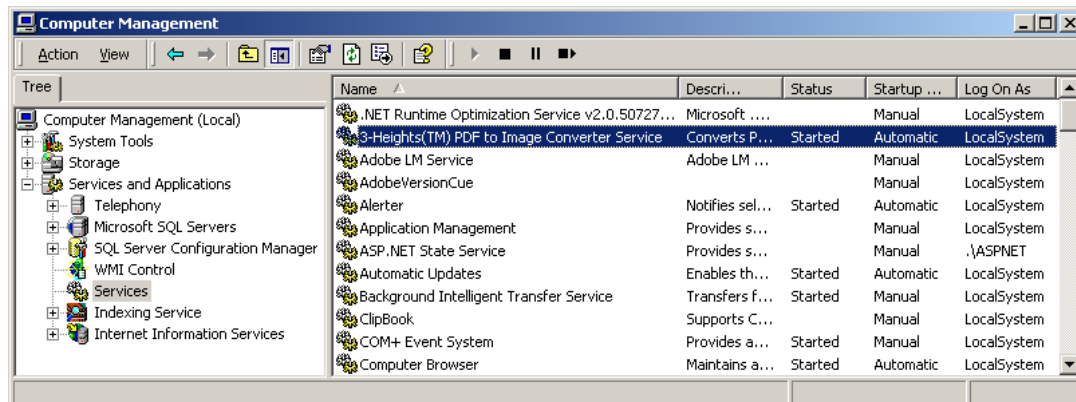 Computer Management
Action View
Tree
Computer Management (Local)
System Tools
Storage
Services and Applications
Telephony
Microsoft SQL Servers
SQL Server Configuration Manager
WMI Control
Services
Indexing Service
Internet Information Services
Name Descri... Status Startup ... Log On As
.NET Runtime Optimization Service v2.0.50727... Microsoft .... Manual LocalSystem
3-Heights(TM) PDF to Image Converter Service Converts P... Started Automatic LocalSystem
Adobe LM Service Adobe LM ... Manual LocalSystem
AdobeVersionCue Manual LocalSystem
Alerter Notifies sel... Started Automatic LocalSystem
Application Management Provides s... Manual LocalSystem
ASP.NET State Service Provides s... Manual .\ASPNET
Automatic Updates Enables th... Started Automatic LocalSystem
Background Intelligent Transfer Service Transfers f... Started Manual LocalSystem
ClipBook Supports C... Manual LocalSystem
COM+ Event System Provides a... Started Manual LocalSystem
Computer Browser Maintains a... Started Automatic LocalSystem